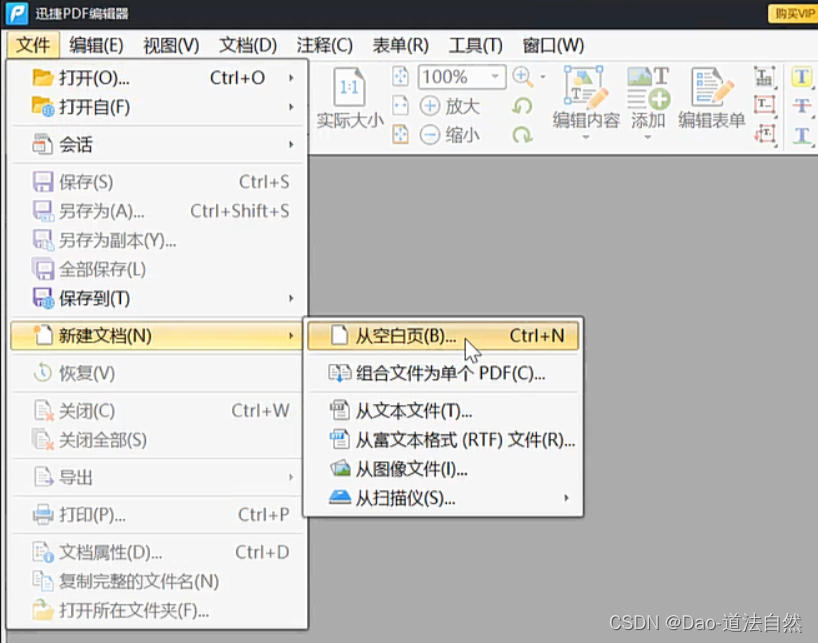 迅捷PDF编辑器
购买VIP
文件 编辑(E) 视图(V) 文档(D) 注释(C) 表单(R) 工具(T) 窗口(W)
打开(O)... Ctrl+O
打开自(F)
会话
保存(S) Ctrl+S
另存为(A)... Ctrl+Shift+S
另存为副本(Y)...
全部保存(L)
保存到(T)
新建文档(N)
恢复(V)
关闭(C) Ctrl+W
关闭全部(S)
导出
打印(P)... Ctrl+P
文档属性(D)... Ctrl+D
复制完整的文件名(N)
打开所在文件夹(F)...
1:1
实际大小
100%
放大
缩小
编辑内容
添加
编辑表单
从空白页(B)... Ctrl+N
组合文件为单个 PDF(C)...
从文本文件(T)...
从富文本格式 (RTF) 文件(R)...
从图像文件(I)...
从扫描仪(S)...
CSDN @Dao-道法自然